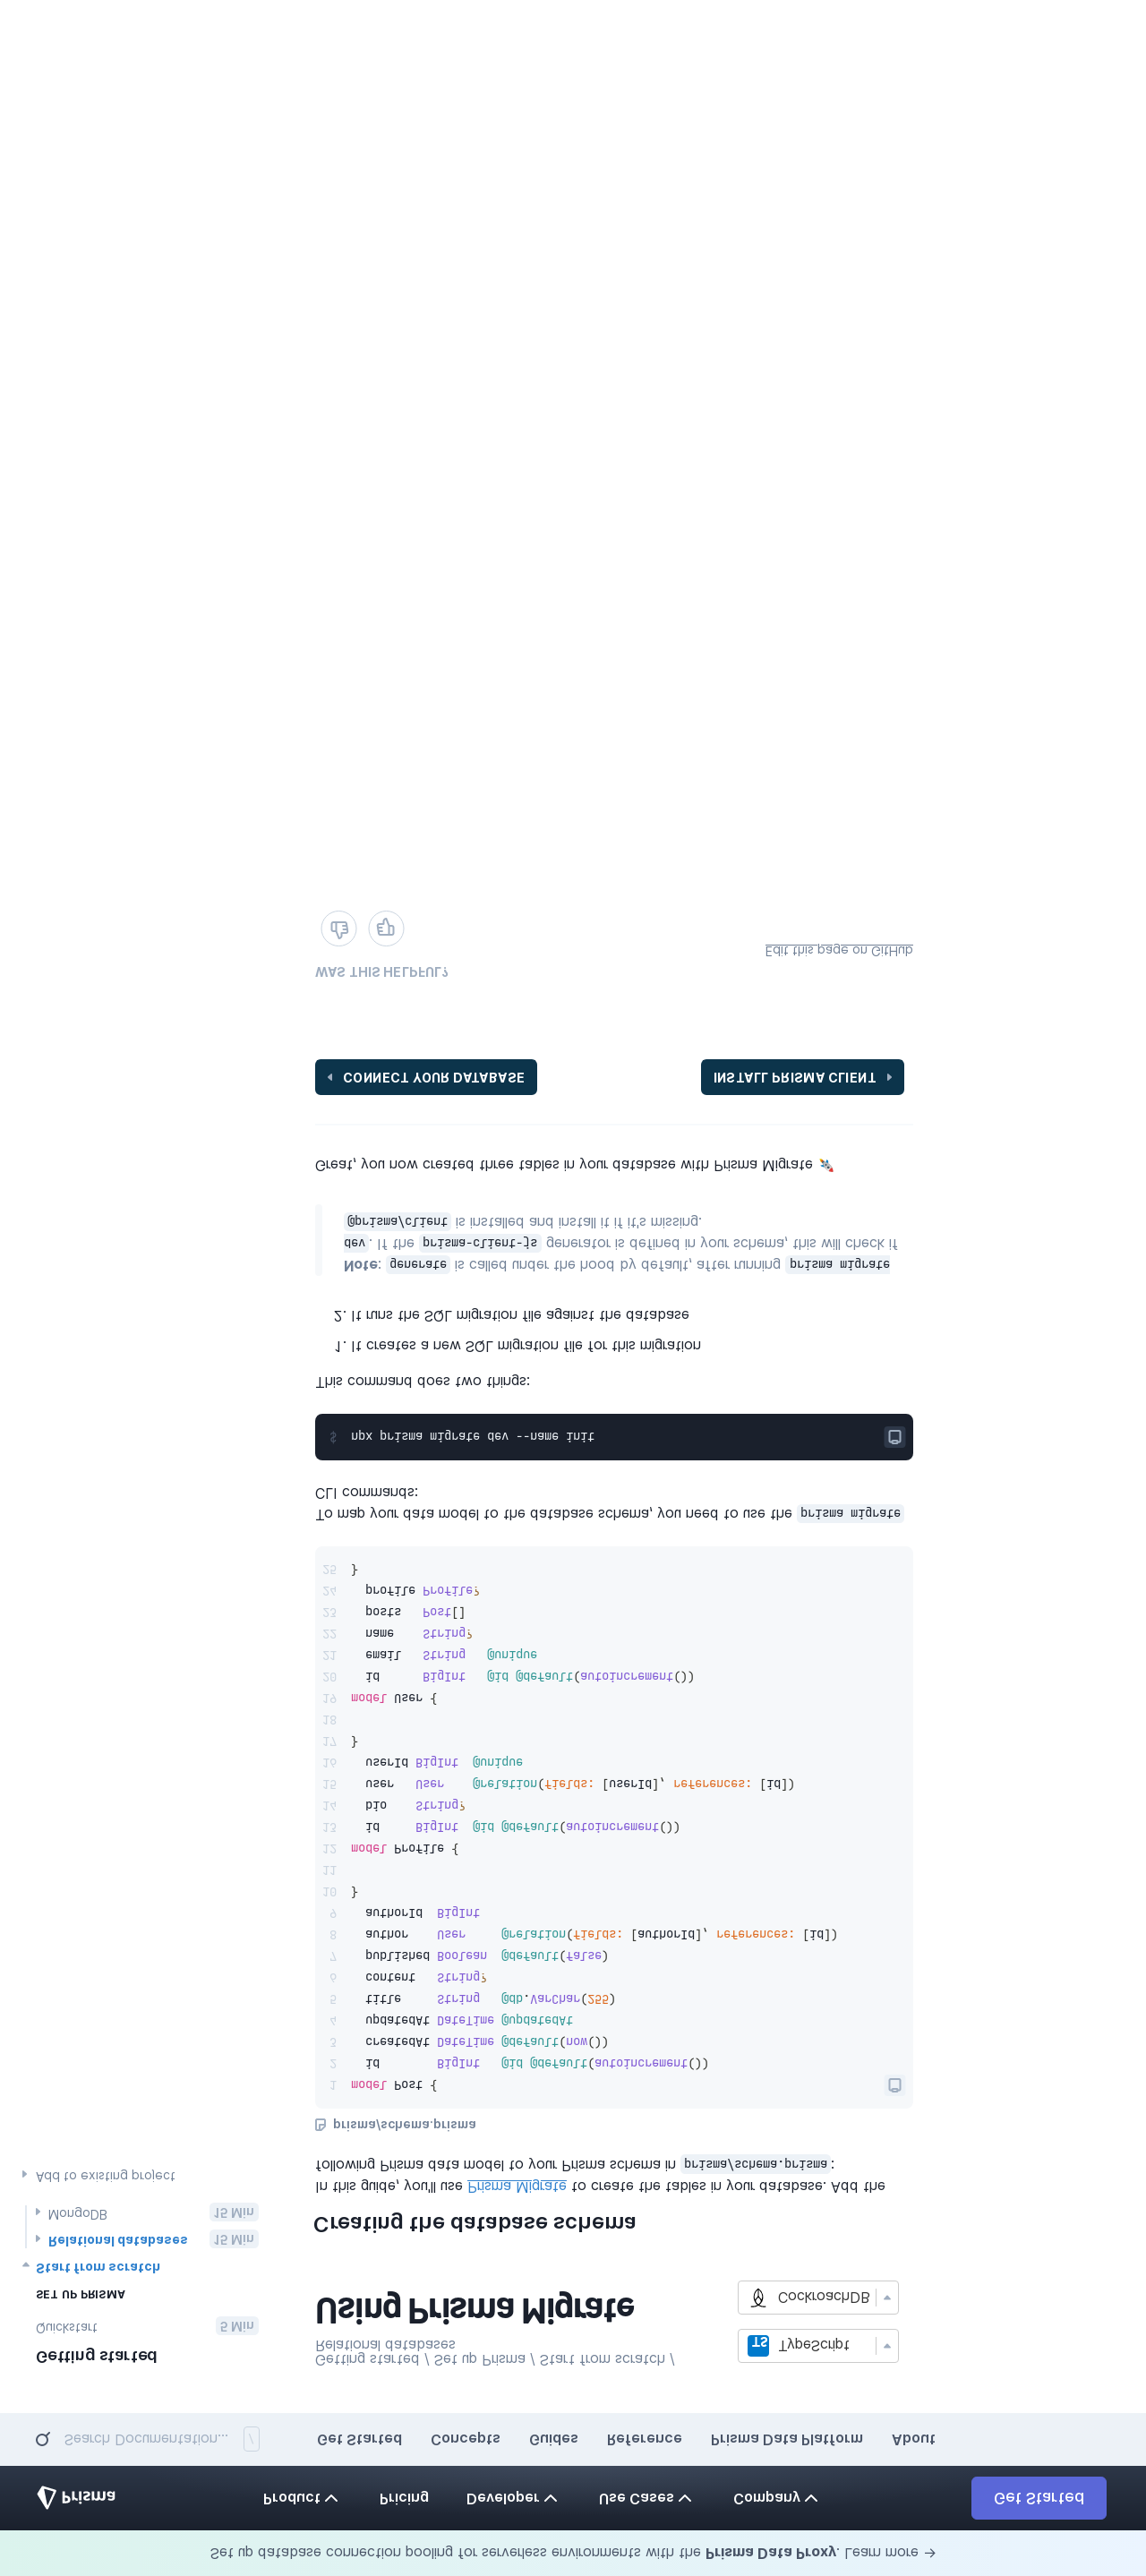 Set up database connection pooling for serverless environments with the Prisma Data Proxy. Learn more →
Prisma
Product
Pricing
Developer
Use Cases
Company
Get Started
Search Documentation...
/
Get Started
Concepts
Guides
Reference
Prisma Data Platform
About
Getting started
Quickstart
5 Min
SET UP PRISMA
Start from scratch
Relational databases
15 Min
MongoDB
15 Min
Add to existing project
Getting started / Set up Prisma / Start from scratch /
Relational databases
Using Prisma Migrate
TS TypeScript
CockroachDB
Creating the database schema
In this guide, you'll use Prisma Migrate to create the tables in your database. Add the
following Prisma data model to your Prisma schema in prisma/schema.prisma:
prisma/schema.prisma
1 model Post {
2   id        BigInt   @id @default(autoincrement())
3   createdAt DateTime @default(now())
4   updatedAt DateTime @updatedAt
5   title     String   @db.VarChar(255)
6   content   String?
7   published Boolean  @default(false)
8   author    User     @relation(fields: [authorId], references: [id])
9   authorId  BigInt
10 }
11
12 model Profile {
13   id     BigInt  @id @default(autoincrement())
14   bio    String?
15   user   User    @relation(fields: [userId], references: [id])
16   userId BigInt  @unique
17 }
18
19 model User {
20   id      BigInt   @id @default(autoincrement())
21   email   String   @unique
22   name    String?
23   posts   Post[]
24   profile Profile?
25 }
To map your data model to the database schema, you need to use the prisma migrate
CLI commands:
$ npx prisma migrate dev --name init
This command does two things:
1. It creates a new SQL migration file for this migration
2. It runs the SQL migration file against the database
Note: generate is called under the hood by default, after running prisma migrate
dev. If the prisma-client-js generator is defined in your schema, this will check if
@prisma/client is installed and install it if it's missing.
Great, you now created three tables in your database with Prisma Migrate 🚀
CONNECT YOUR DATABASE
INSTALL PRISMA CLIENT
WAS THIS HELPFUL?
Edit this page on GitHub